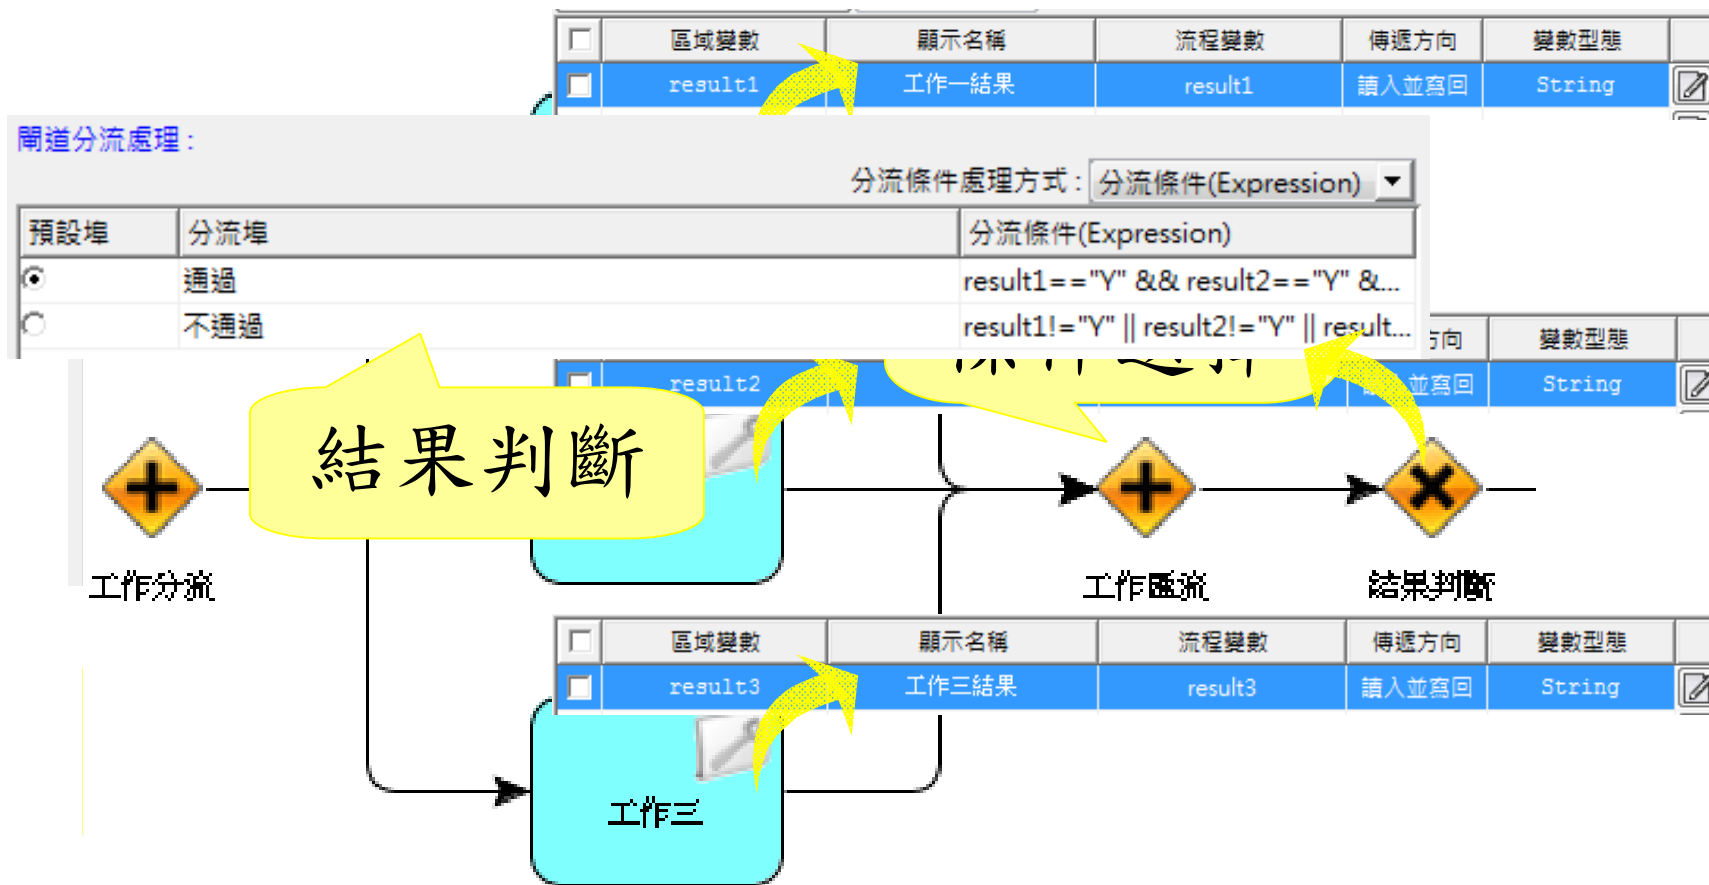 區域變數 顯示名稱 流程變數 傳遞方向 變數型態
result1 工作一結果 result1 讀入並寫回 String
閘道分流處理 :
分流條件處理方式 : 分流條件(Expression)
預設埠 分流埠 分流條件(Expression)
通過 result1=="Y" && result2=="Y" &...
不通過 result1!="Y" || result2!="Y" || result...
方向 變數型態
result2 並寫回 String
結果判斷
工作分流
工作匯流
結果判斷
區域變數 顯示名稱 流程變數 傳遞方向 變數型態
result3 工作三結果 result3 讀入並寫回 String
工作三